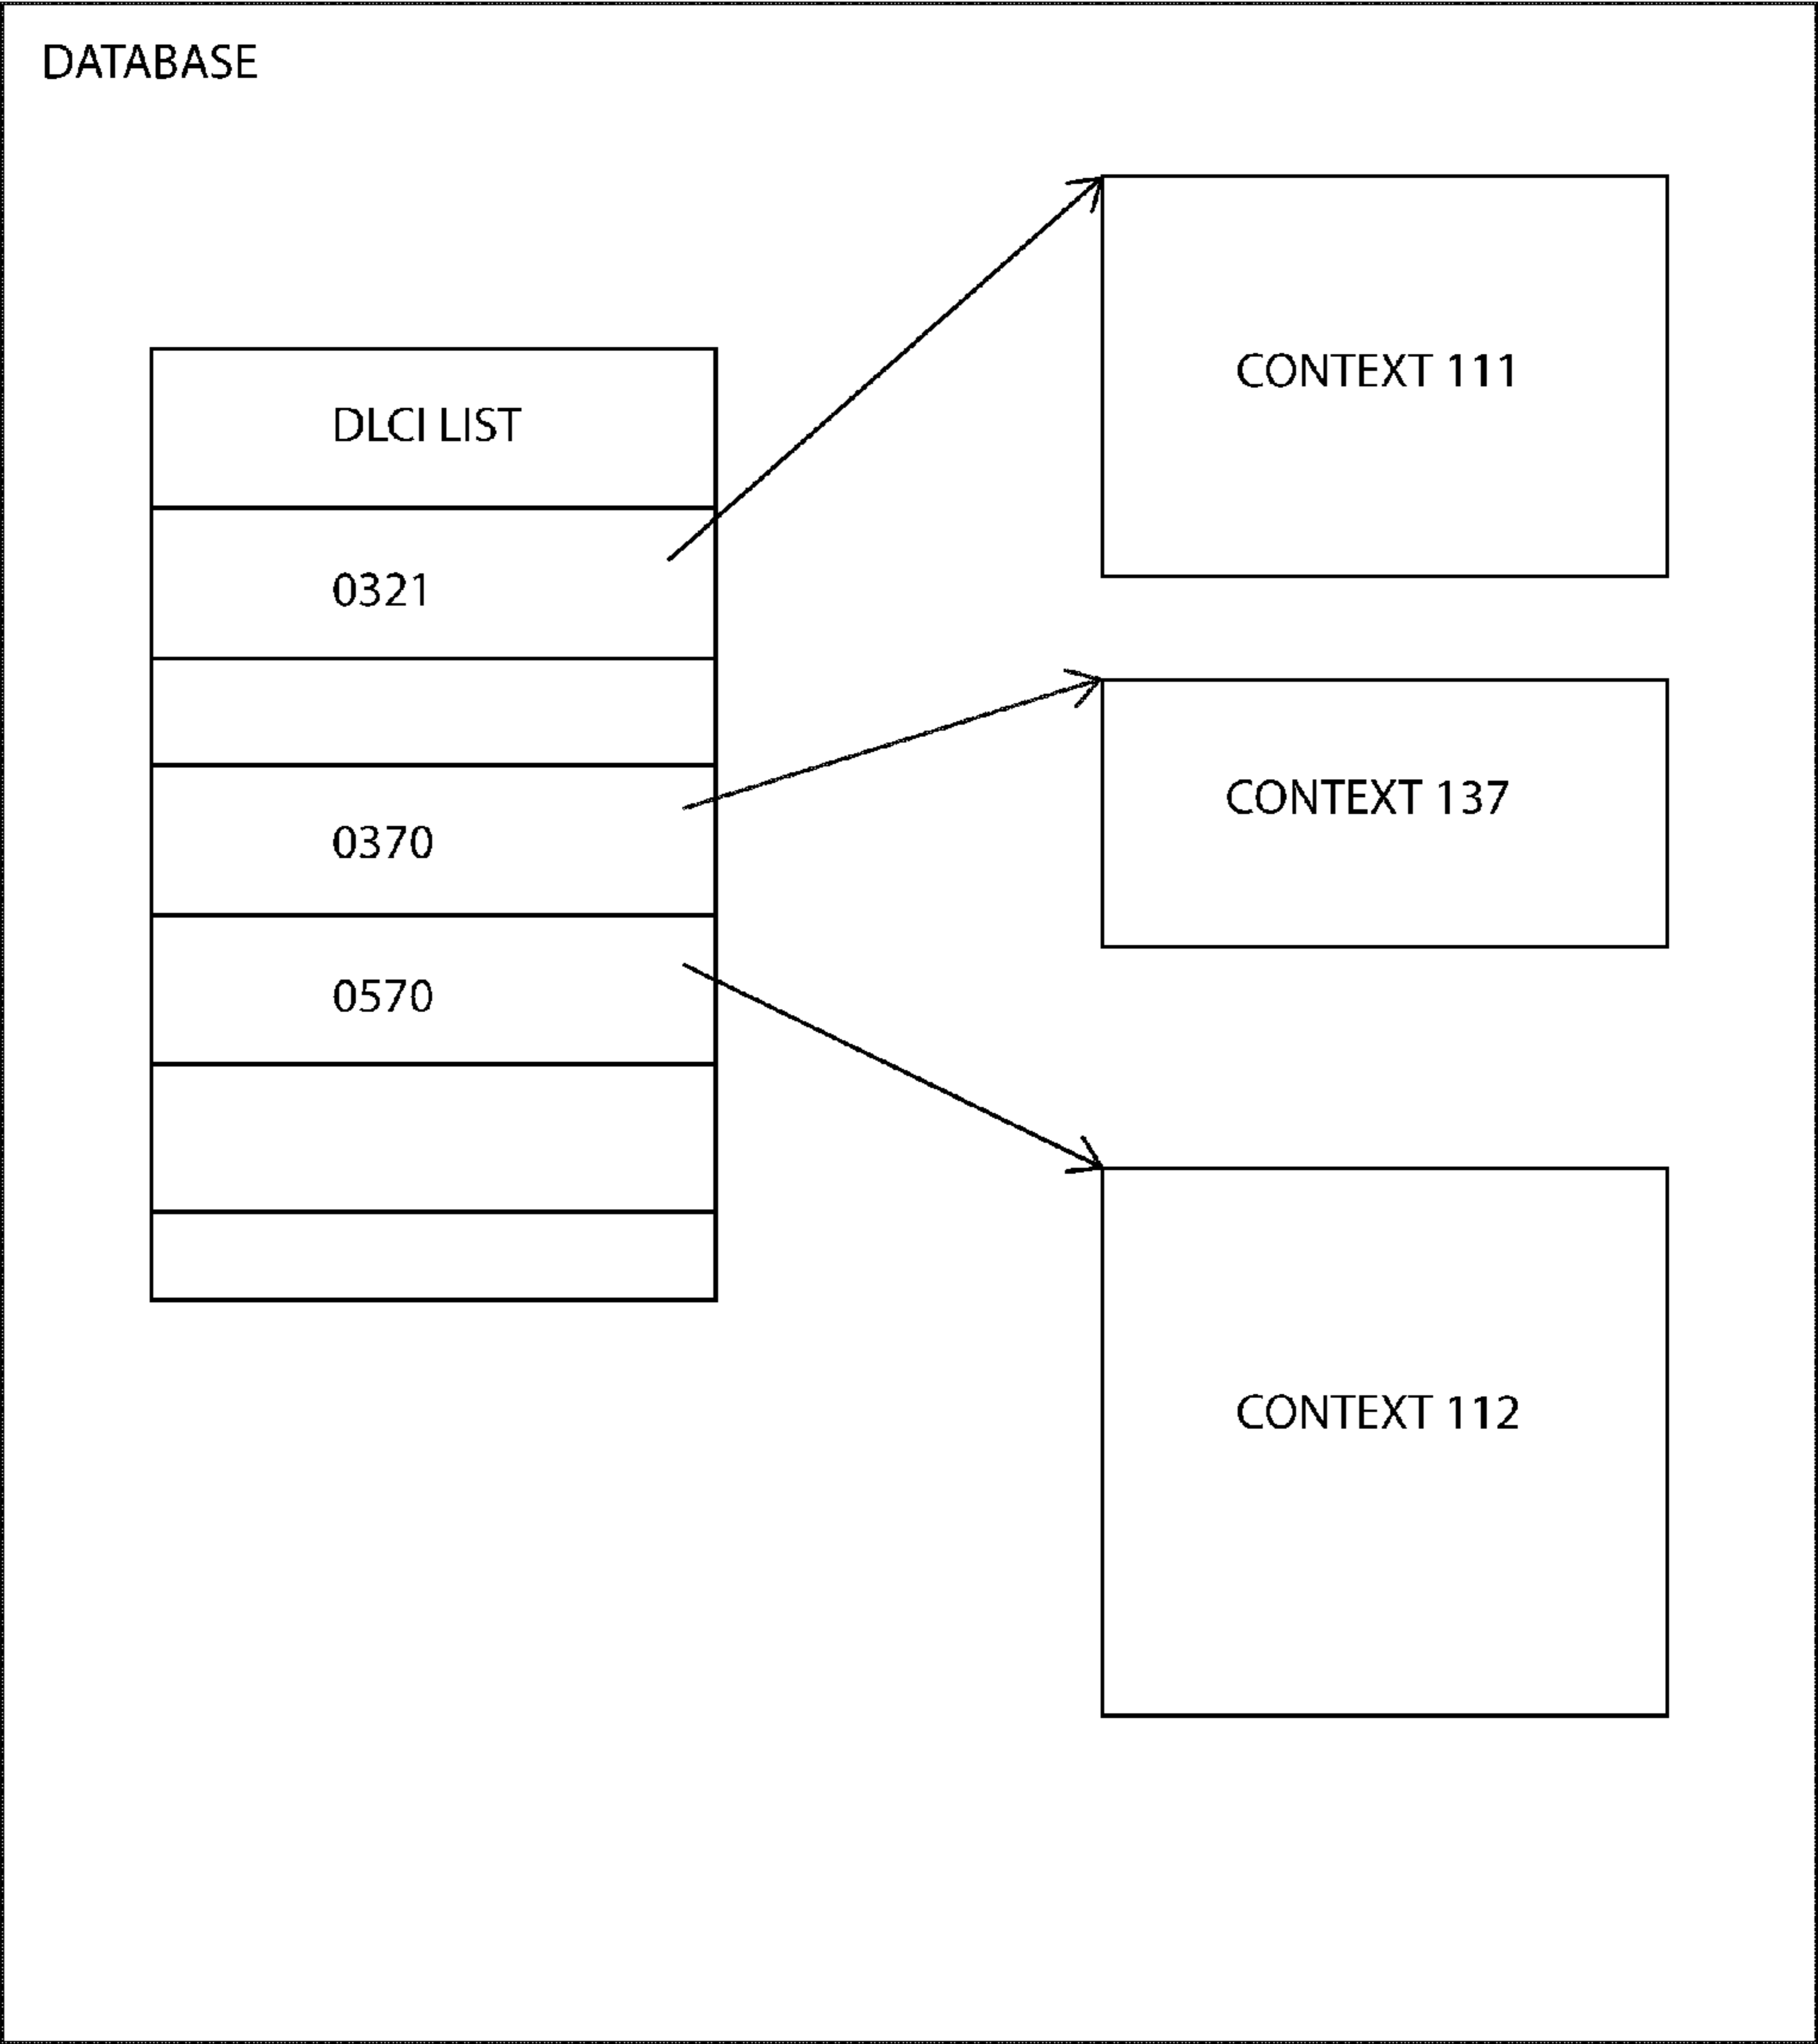 DATABASE
DLCI LIST
0321
0370
0570
CONTEXT 111
CONTEXT 137
CONTEXT 112